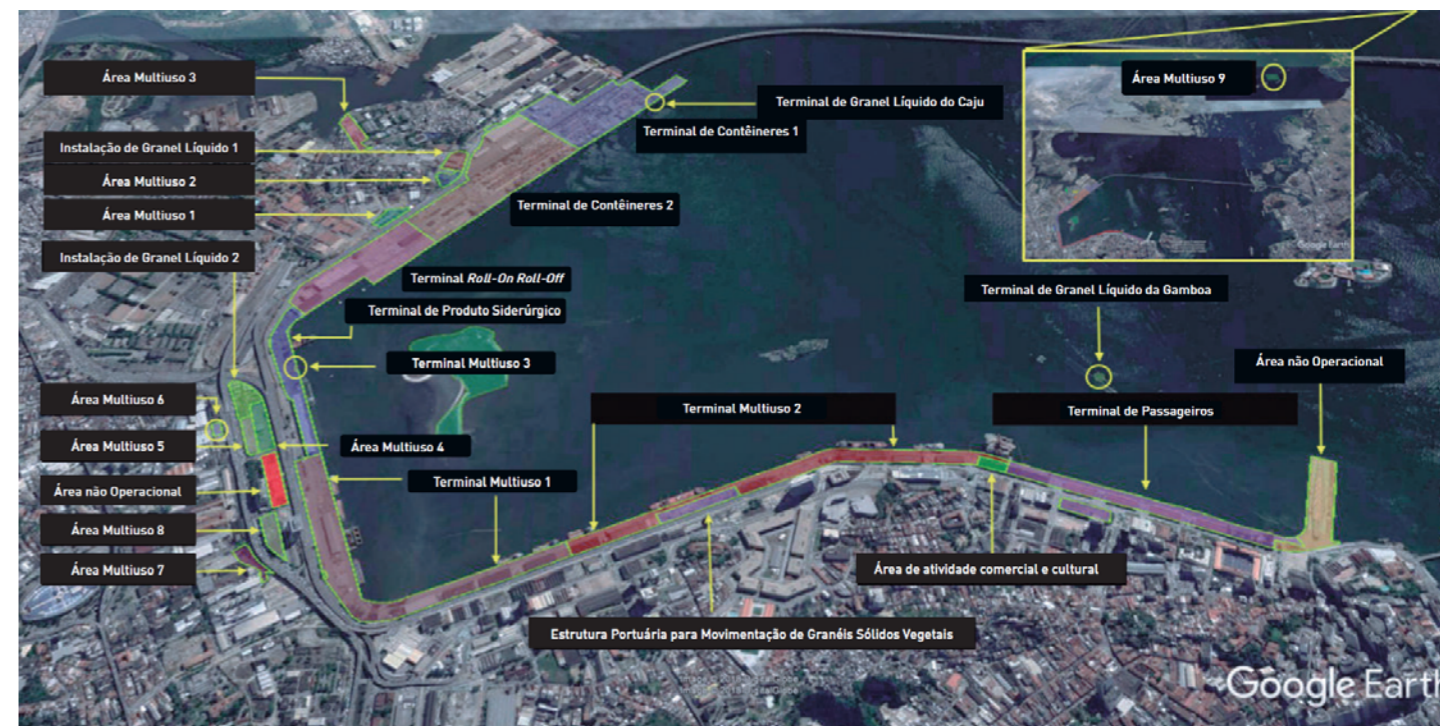 Área Multiuso 3
Área Multiuso 9
Terminal de Granel Líquido do Caju
Terminal de Contêineres 1
Instalação de Granel Líquido 1
Área Multiuso 2
Terminal de Contêineres 2
Área Multiuso 1
Google Earth
Instalação de Granel Líquido 2
Terminal Roll-On Roll-Off
Terminal de Granel Líquido da Gamboa
Terminal de Produto Siderúrgico
Terminal Multiuso 3
Área não Operacional
Área Multiuso 6
Terminal Multiuso 2
Terminal de Passageiros
Área Multiuso 5
Área Multiuso 4
Terminal Multiuso 1
Área não Operacional
Área Multiuso 8
Área Multiuso 7
Área de atividade comercial e cultural
Estrutura Portuária para Movimentação de Granéis Sólidos Vegetais
Google Earth